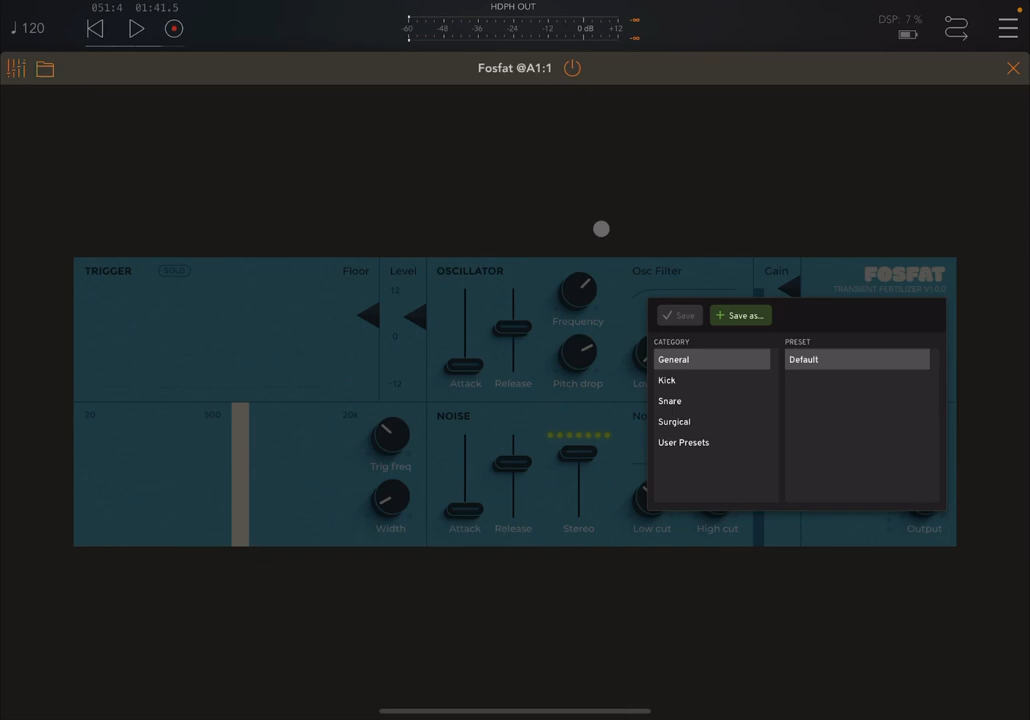 HDPH OUT
051:4 01:41.5
120
-60 -48 -36 -24 -12 0 dB +12
-∞
-∞
DSP: 7 %
Fosfat @A1:1
TRIGGER SOLO Floor Level
12
0
-12
OSCILLATOR
Frequency
Attack Release Pitch drop
Osc Filter
Gain
FOSFAT
TRANSIENT FERTILIZER V1.0.0
Save Save as...
CATEGORY PRESET
General Default
Kick
Snare
Surgical
User Presets
20 500 20k
Trig freq
Width
NOISE
Attack Release Stereo
Low cut High cut
Output